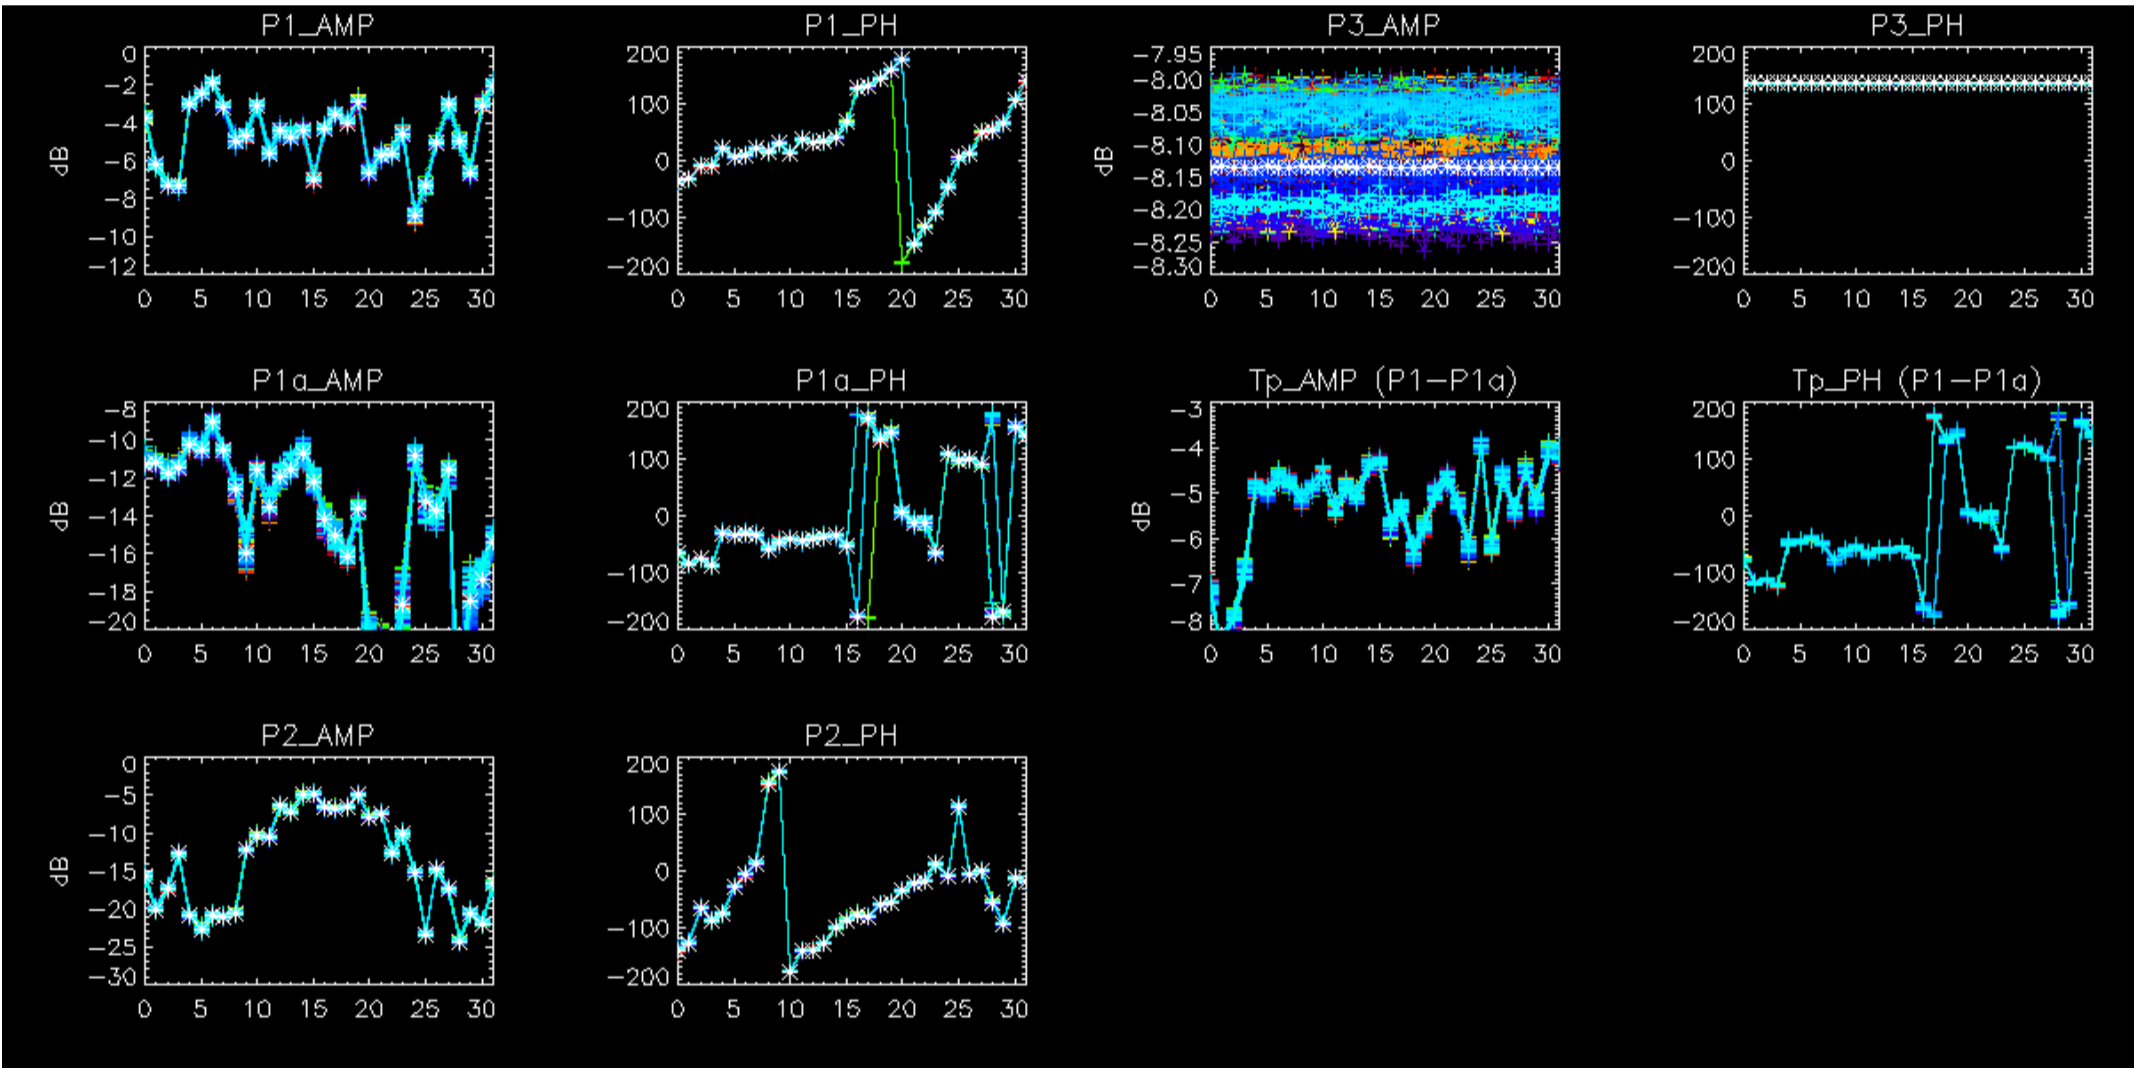 P1_AMP P1_PH P3_AMP P3_PH
0 200 -7.95 200
-2 100 -8.00 100
-4 0 -8.05 0
-6 -100 -8.10 -100
-8 -200 -8.15 -200
-10 -8.20
-12 -8.25
-8.30
dB dB
0 5 10 15 20 25 30 0 5 10 15 20 25 30 0 5 10 15 20 25 30 0 5 10 15 20 25 30
P1a_AMP P1a_PH Tp_AMP (P1-P1a) Tp_PH (P1-P1a)
-8 200 -3 200
-10 100 -4 100
-12 0 -5 0
-14 -100 -6 -100
-16 -200 -7 -200
-18 -8
-20
dB dB
0 5 10 15 20 25 30 0 5 10 15 20 25 30 0 5 10 15 20 25 30 0 5 10 15 20 25 30
P2_AMP P2_PH
0 200
-5 100
-10 0
-15 -100
-20 -200
-25
-30
dB
0 5 10 15 20 25 30 0 5 10 15 20 25 30